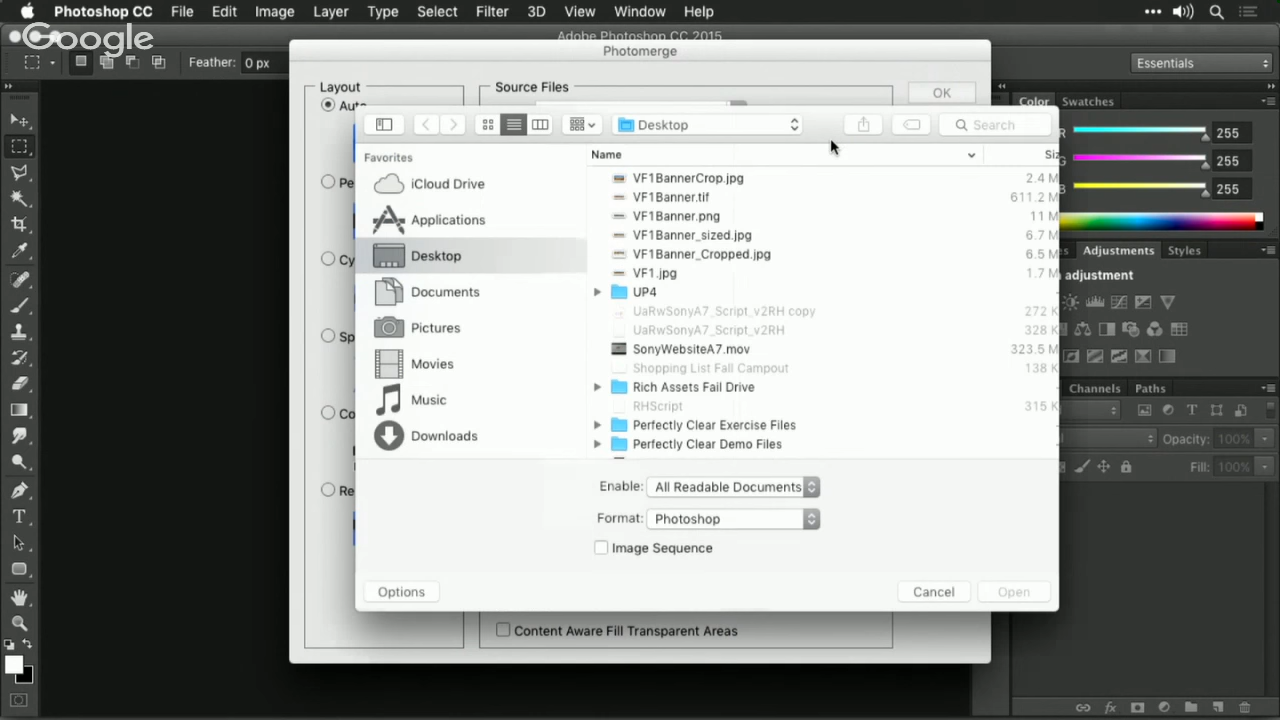 Photoshop CC File Edit Image Layer Type Select Filter 3D View Window Help
Google
Adobe Photoshop CC 2015
Feather: 0 px
Essentials
Photomerge
Layout
Source Files
OK
Auto
Desktop
Search
Color Swatches
Favorites
Name
iCloud Drive
Applications
Desktop
Documents
Pictures
Movies
Music
Downloads
VF1BannerCrop.jpg 2.4 M
VF1Banner.tif 611.2 M
VF1Banner.png 11 M
VF1Banner_sized.jpg 6.7 M
VF1Banner_Cropped.jpg 6.5 M
VF1.jpg 1.7 M
UP4
UaRwSonyA7_Script_v2RH copy 272 K
UaRwSonyA7_Script_v2RH 328 K
SonyWebsiteA7.mov 323.5 M
Shopping List Fall Campout 138 K
Rich Assets Fail Drive
RHScript 315 K
Perfectly Clear Exercise Files
Perfectly Clear Demo Files
Enable: All Readable Documents
Format: Photoshop
Image Sequence
Options
Cancel
Open
Content Aware Fill Transparent Areas
R 255
255
B 255
Adjustments Styles
adjustment
Channels Paths
Opacity: 100%
Fill: 100%
T